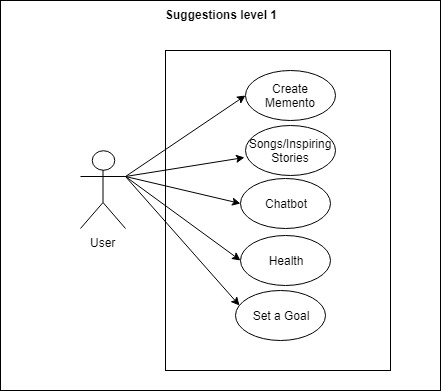 Suggestions level 1
Create
Memento
Songs/Inspiring
Stories
Chatbot
User
Health
Set a Goal